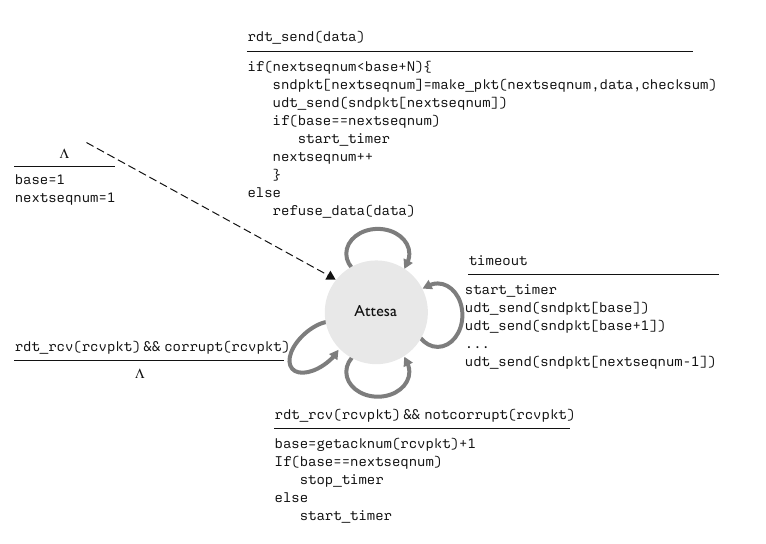 rdt_send(data)
if(nextseqnum<base+N){
sndpkt[nextseqnum]=make_pkt(nextseqnum,data,checksum)
udt_send(sndpkt[nextseqnum])
if(base==nextseqnum)
start_timer
nextseqnum++
}
else
refuse_data(data)
Λ
base=1
nextseqnum=1
timeout
start_timer
udt_send(sndpkt[base])
udt_send(sndpkt[base+1])
...
udt_send(sndpkt[nextseqnum-1])
Attesa
rdt_rcv(rcvpkt) && corrupt(rcvpkt)
Λ
rdt_rcv(rcvpkt) && notcorrupt(rcvpkt)
base=getacknum(rcvpkt)+1
If(base==nextseqnum)
stop_timer
else
start_timer